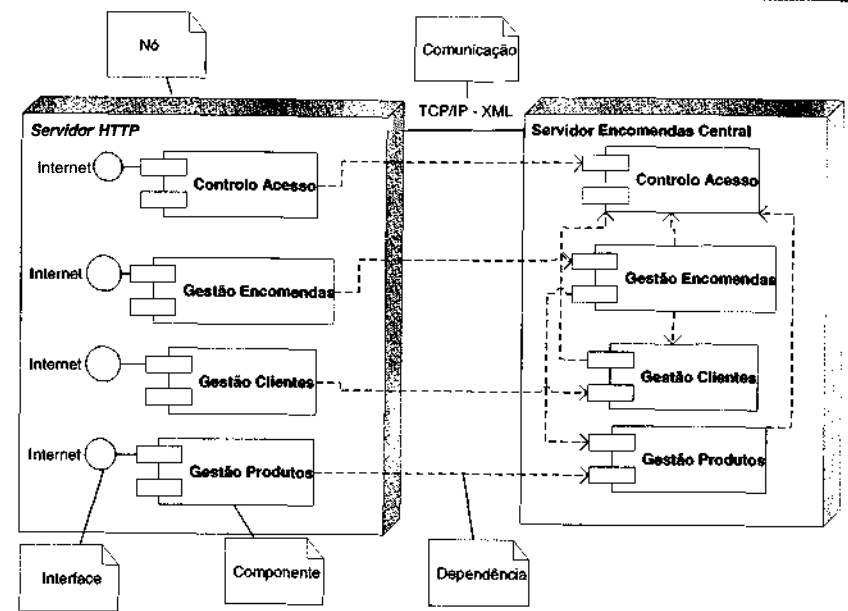 Nó
Comunicação
TCP/IP - XML
Servidor HTTP
Servidor Encomendas Central
Internet
Controlo Acesso
Controlo Acesso
Internet
Gestão Encomendas
Gestão Encomendas
Internet
Gestão Clientes
Gestão Clientes
Internet
Gestão Produtos
Gestão Produtos
Interface
Componente
Dependência